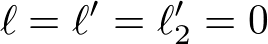 ℓ = ℓ′ = ℓ′₂ = 0